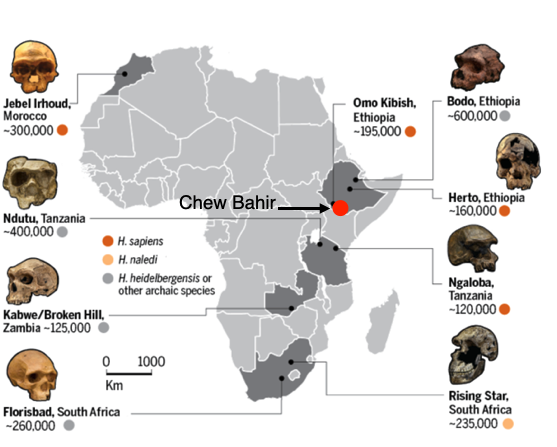 Jebel Irhoud,
Morocco
~300,000
Omo Kibish,
Ethiopia
~195,000
Bodo, Ethiopia
~600,000
Chew Bahir
Ndutu, Tanzania
~400,000
Herto, Ethiopia
~160,000
H. sapiens
H. naledi
H. heidelbergensis or
other archaic species
Ngaloba,
Tanzania
~120,000
Kabwe/Broken Hill,
Zambia ~125,000
0 1000
Km
Florisbad, South Africa
~260,000
Rising Star,
South Africa
~235,000